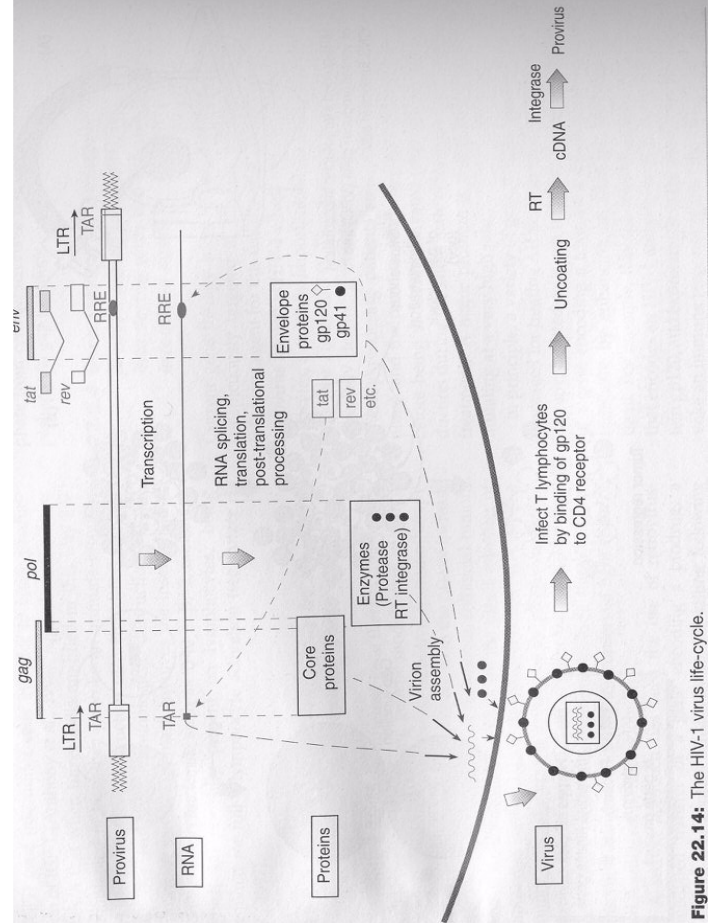 gag
pol
env
tat
rev
LTR
TAR
RRE
LTR
TAR
Provirus
Transcription
RNA
TAR
RRE
RNA splicing,
translation,
post-translational
processing
Proteins
Core
proteins
Enzymes
(Protease
RT integrase)
tat
rev
etc.
Envelope
proteins
gp120
gp41
Virion
assembly
Virus
Infect T lymphocytes
by binding of gp120
to CD4 receptor
Uncoating
RT
cDNA
Integrase
Provirus
Figure 22.14: The HIV-1 virus life-cycle.